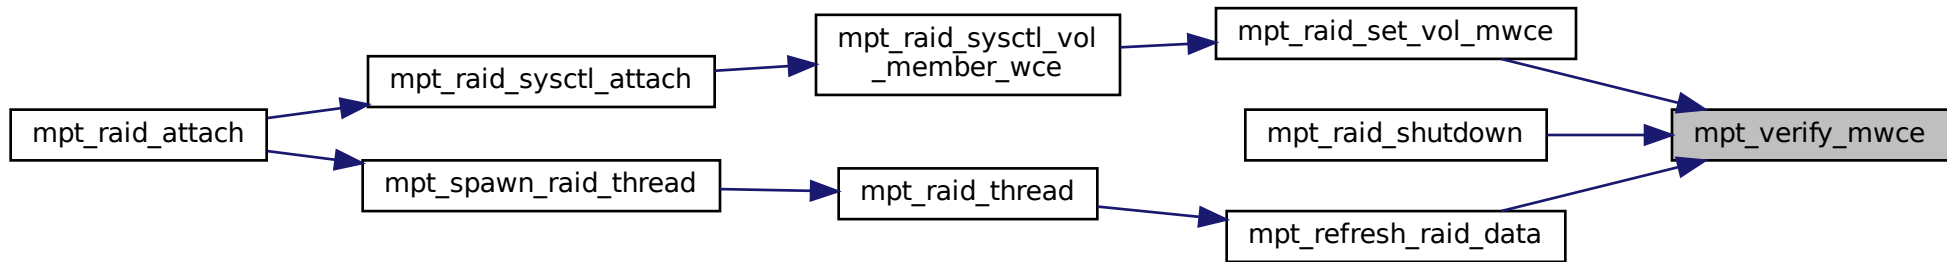 mpt_raid_attach
mpt_raid_sysctl_attach
mpt_spawn_raid_thread
mpt_raid_sysctl_vol
_member_wce
mpt_raid_thread
mpt_raid_set_vol_mwce
mpt_raid_shutdown
mpt_refresh_raid_data
mpt_verify_mwce